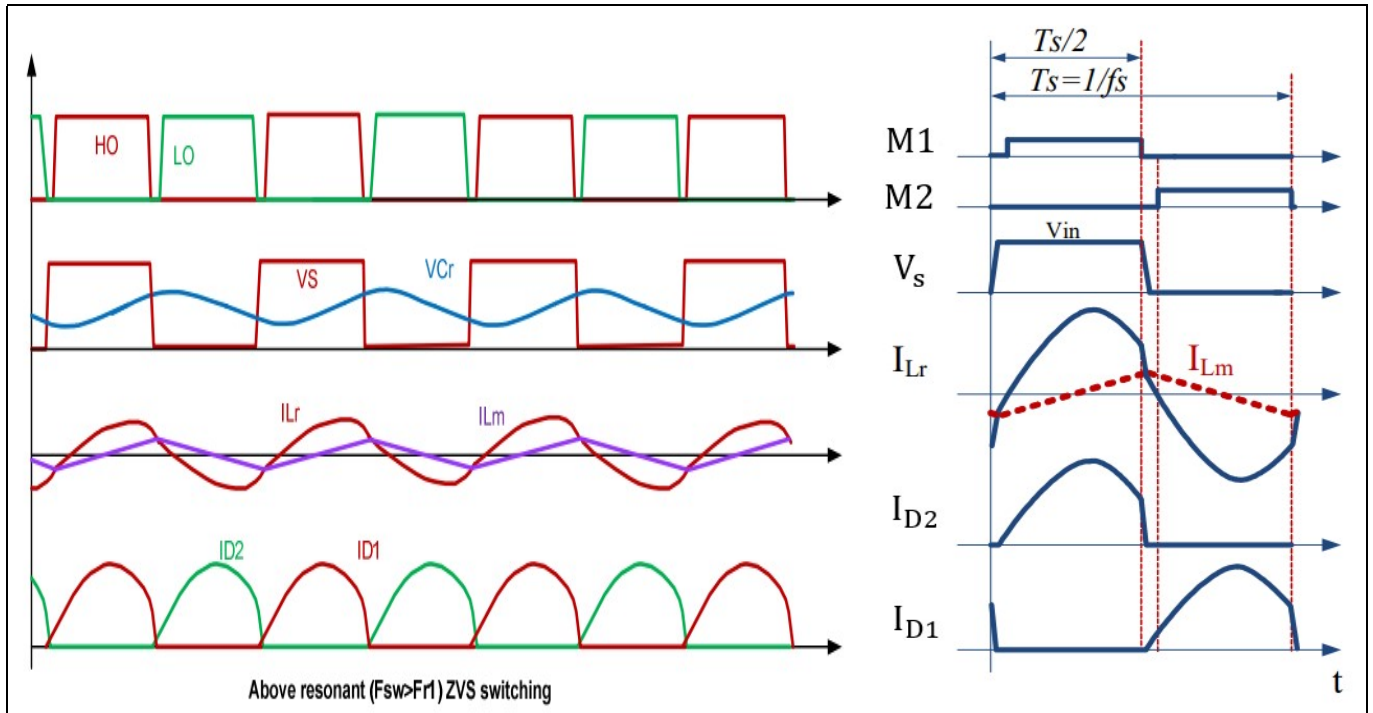 HO
LO
VS
VCr
ILr
ILm
ID2
ID1
Above resonant (Fsw>Fr1) ZVS switching
Ts/2
Ts=1/fs
M1
M2
Vin
Vs
ILr
ILm
ID2
ID1
t